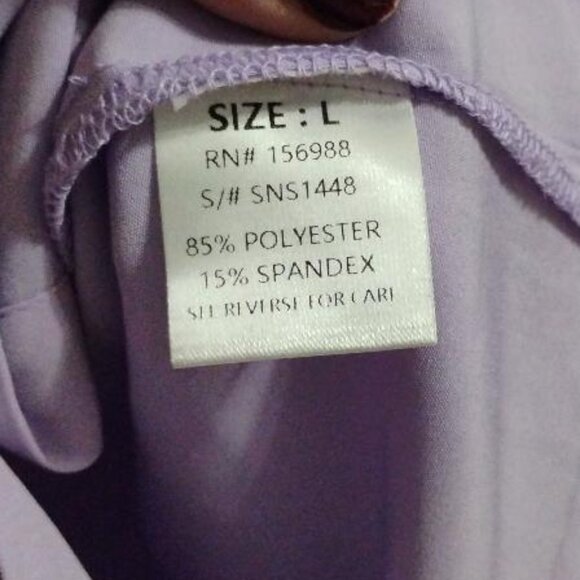 SIZE : L
RN# 156988
S/# SNS1448
85% POLYESTER
15% SPANDEX
SEE REVERSE FOR CARE